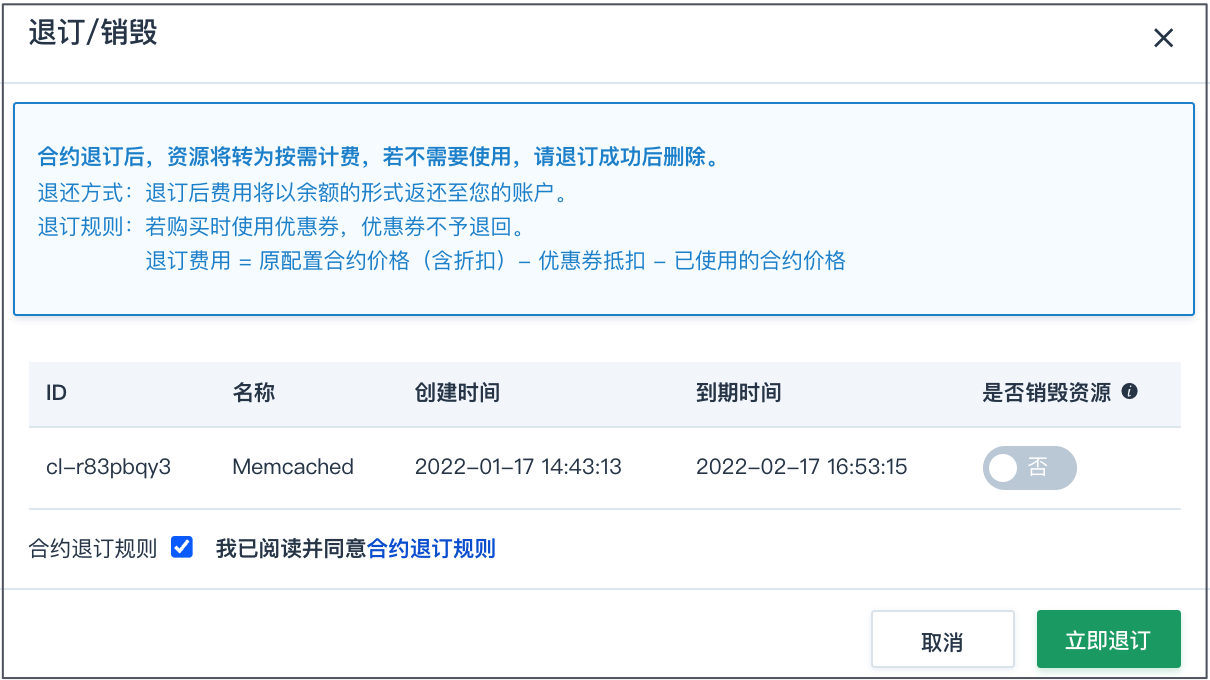 退订/销毁
合约退订后，资源将转为按需计费，若不需要使用，请退订成功后删除。
退还方式：退订后费用将以余额的形式返还至您的账户。
退订规则：若购买时使用优惠券，优惠券不予退回。
退订费用 = 原配置合约价格（含折扣）– 优惠券抵扣 – 已使用的合约价格
ID 名称 创建时间 到期时间 是否销毁资源
cl–r83pbqy3 Memcached 2022–01–17 14:43:13 2022–02–17 16:53:15 否
合约退订规则 我已阅读并同意合约退订规则
取消 立即退订